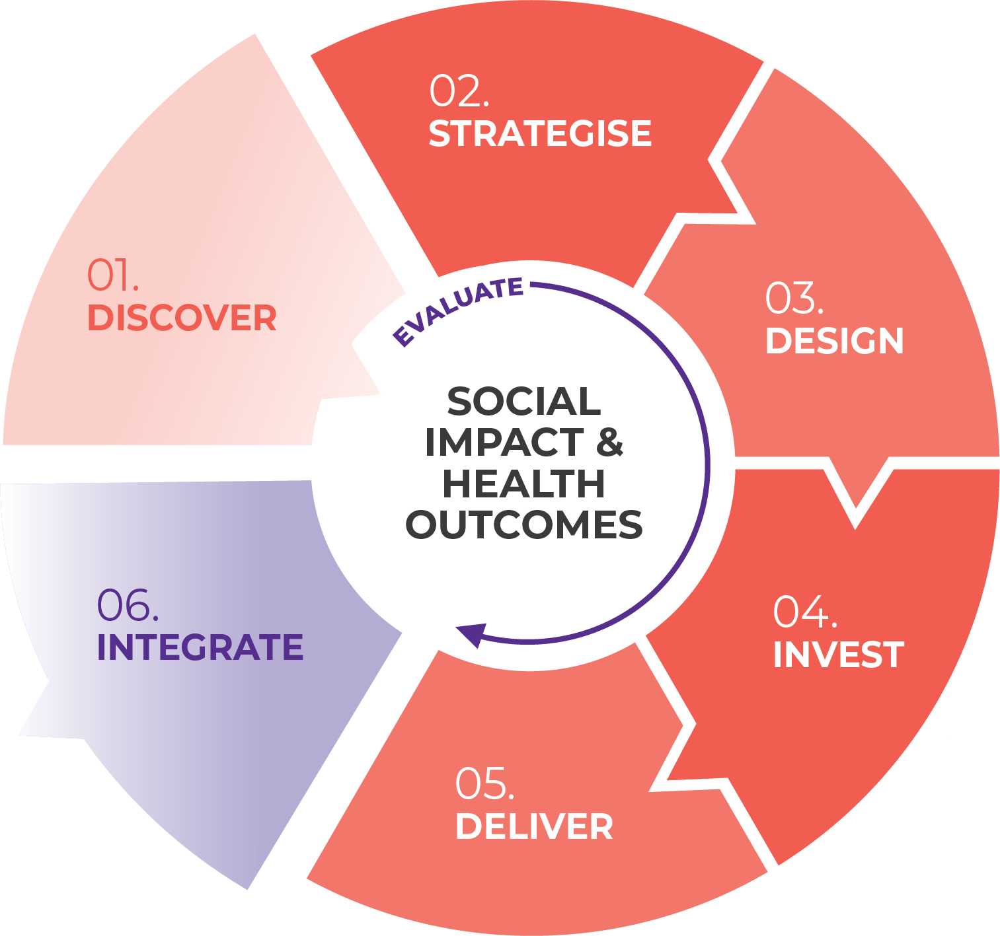 01.
DISCOVER
02.
STRATEGISE
03.
DESIGN
04.
INVEST
05.
DELIVER
06.
INTEGRATE
EVALUATE
SOCIAL
IMPACT &
HEALTH
OUTCOMES